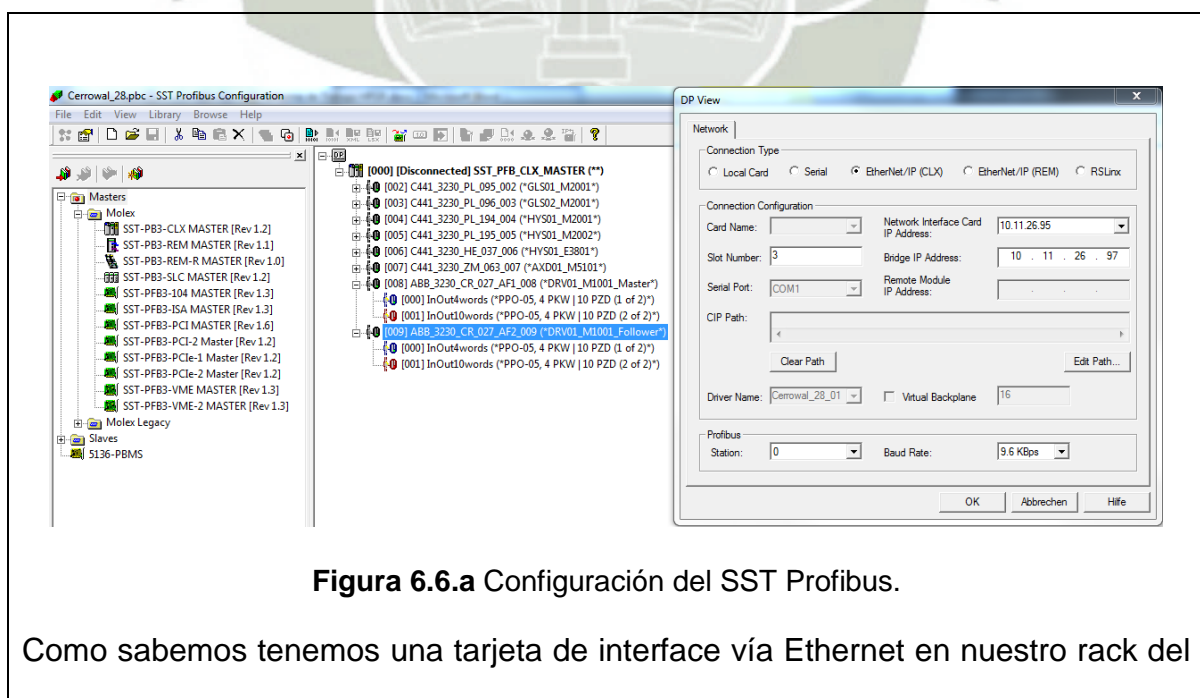 Cerrowal_28.pbc - SST Profibus Configuration
File Edit View Library Browse Help
Masters
Molex
SST-PB3-CLX MASTER [Rev 1.2]
SST-PB3-REM MASTER [Rev 1.1]
SST-PB3-REM-R MASTER [Rev 1.0]
SST-PB3-SLC MASTER [Rev 1.2]
SST-PFB3-104 MASTER [Rev 1.3]
SST-PFB3-ISA MASTER [Rev 1.3]
SST-PFB3-PCI MASTER [Rev 1.6]
SST-PFB3-PCI-2 Master [Rev 1.2]
SST-PFB3-PCIe-1 Master [Rev 1.2]
SST-PFB3-PCIe-2 Master [Rev 1.2]
SST-PFB3-VME MASTER [Rev 1.3]
SST-PFB3-VME-2 MASTER [Rev 1.3]
Molex Legacy
Slaves
5136-PBMS
DP
[000] [Disconnected] SST_PFB_CLX_MASTER (**)
[002] C441_3230_PL_095_002 (*GLS01_M2001*)
[003] C441_3230_PL_096_003 (*GLS02_M2001*)
[004] C441_3230_PL_194_004 (*HYS01_M2001*)
[005] C441_3230_PL_195_005 (*HYS01_M2002*)
[006] C441_3230_HE_037_006 (*HYS01_E3801*)
[007] C441_3230_ZM_063_007 (*AXD01_M5101*)
[008] ABB_3230_CR_027_AF1_008 (*DRV01_M1001_Master*)
[000] InOut4words (*PPO-05, 4 PKW | 10 PZD (1 of 2)*)
[001] InOut10words (*PPO-05, 4 PKW | 10 PZD (2 of 2)*)
[009] ABB_3230_CR_027_AF2_009 (*DRV01_M1001_Follower*)
[000] InOut4words (*PPO-05, 4 PKW | 10 PZD (1 of 2)*)
[001] InOut10words (*PPO-05, 4 PKW | 10 PZD (2 of 2)*)
DP View
X
Network
Connection Type
Local Card Serial EtherNet/IP (CLX) EtherNet/IP (REM) RSLinx
Connection Configuration
Card Name: Network Interface Card IP Address: 10.11.26.95
Slot Number: 3 Bridge IP Address: 10 . 11 . 26 . 97
Serial Port: COM1 Remote Module IP Address: . . .
CIP Path:
Clear Path Edit Path...
Driver Name: Cerrowal_28_01 Virtual Backplane 16
Profibus
Station: 0 Baud Rate: 9.6 KBps
OK Abbrechen Hilfe
Figura 6.6.a Configuración del SST Profibus.
Como sabemos tenemos una tarjeta de interface vía Ethernet en nuestro rack del